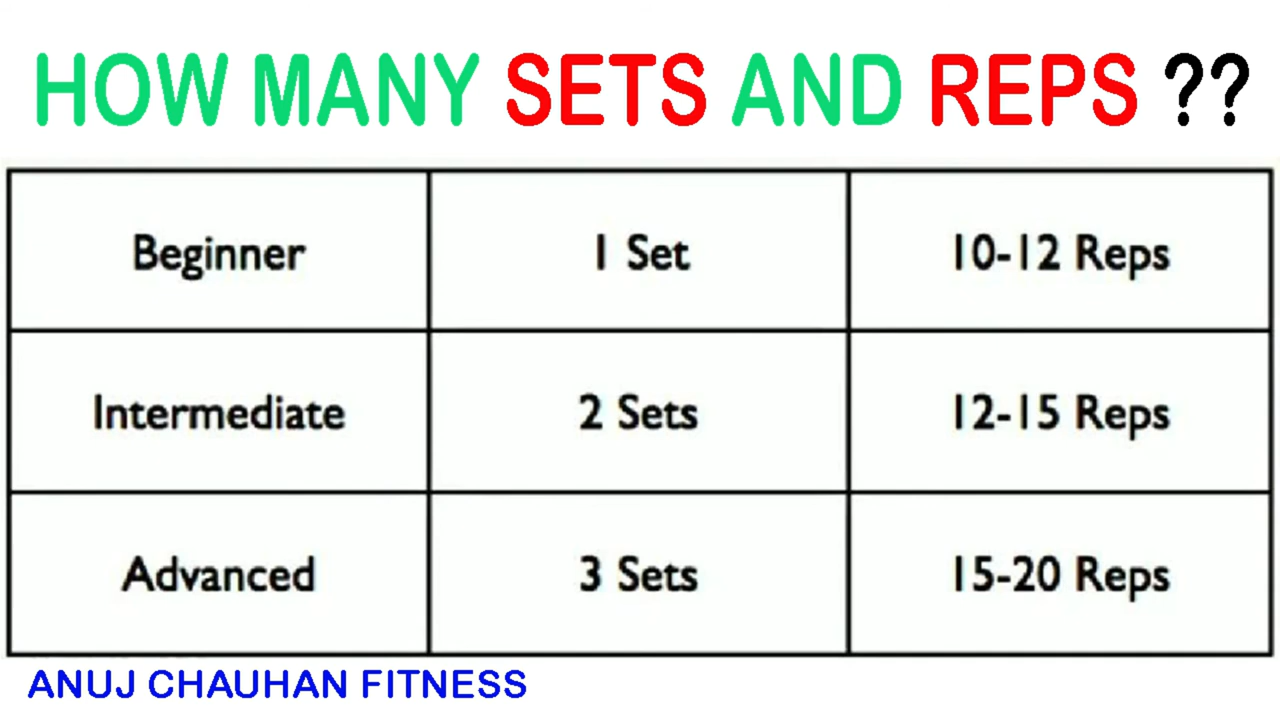 HOW MANY SETS AND REPS ??
Beginner 1 Set 10-12 Reps
Intermediate 2 Sets 12-15 Reps
Advanced 3 Sets 15-20 Reps
ANUJ CHAUHAN FITNESS